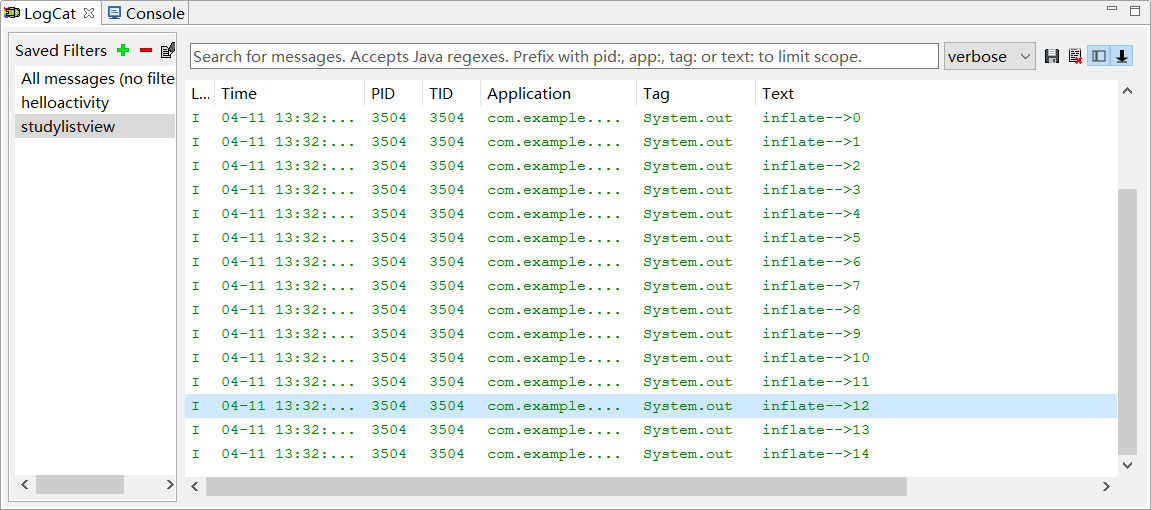 LogCat Console
Saved Filters
All messages (no filte
helloactivity
studylistview
Search for messages. Accepts Java regexes. Prefix with pid:, app:, tag: or text: to limit scope. verbose
L... Time PID TID Application Tag Text
I 04-11 13:32:... 3504 3504 com.example.... System.out inflate-->0
I 04-11 13:32:... 3504 3504 com.example.... System.out inflate-->1
I 04-11 13:32:... 3504 3504 com.example.... System.out inflate-->2
I 04-11 13:32:... 3504 3504 com.example.... System.out inflate-->3
I 04-11 13:32:... 3504 3504 com.example.... System.out inflate-->4
I 04-11 13:32:... 3504 3504 com.example.... System.out inflate-->5
I 04-11 13:32:... 3504 3504 com.example.... System.out inflate-->6
I 04-11 13:32:... 3504 3504 com.example.... System.out inflate-->7
I 04-11 13:32:... 3504 3504 com.example.... System.out inflate-->8
I 04-11 13:32:... 3504 3504 com.example.... System.out inflate-->9
I 04-11 13:32:... 3504 3504 com.example.... System.out inflate-->10
I 04-11 13:32:... 3504 3504 com.example.... System.out inflate-->11
I 04-11 13:32:... 3504 3504 com.example.... System.out inflate-->12
I 04-11 13:32:... 3504 3504 com.example.... System.out inflate-->13
I 04-11 13:32:... 3504 3504 com.example.... System.out inflate-->14